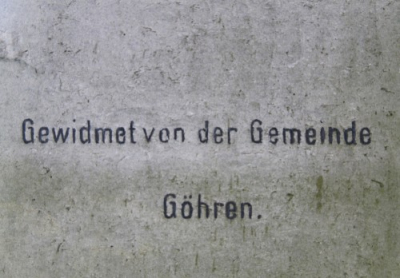 Gewidmet von der Gemeinde
Göhren.